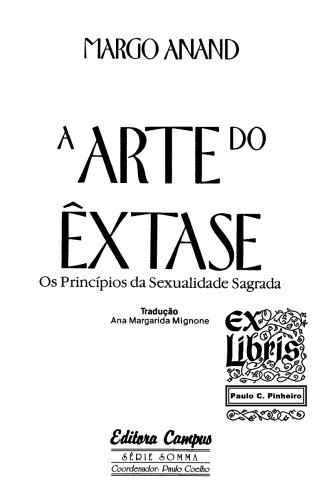 MARGO ANAND
A ARTE DO
ÊXTASE
Os Princípios da Sexualidade Sagrada
Tradução
Ana Margarida Mignone
EX
Libris
Paulo C. Pinheiro
Editora Campus
SÉRIE SOMMA
Coordenador: Paulo Coelho